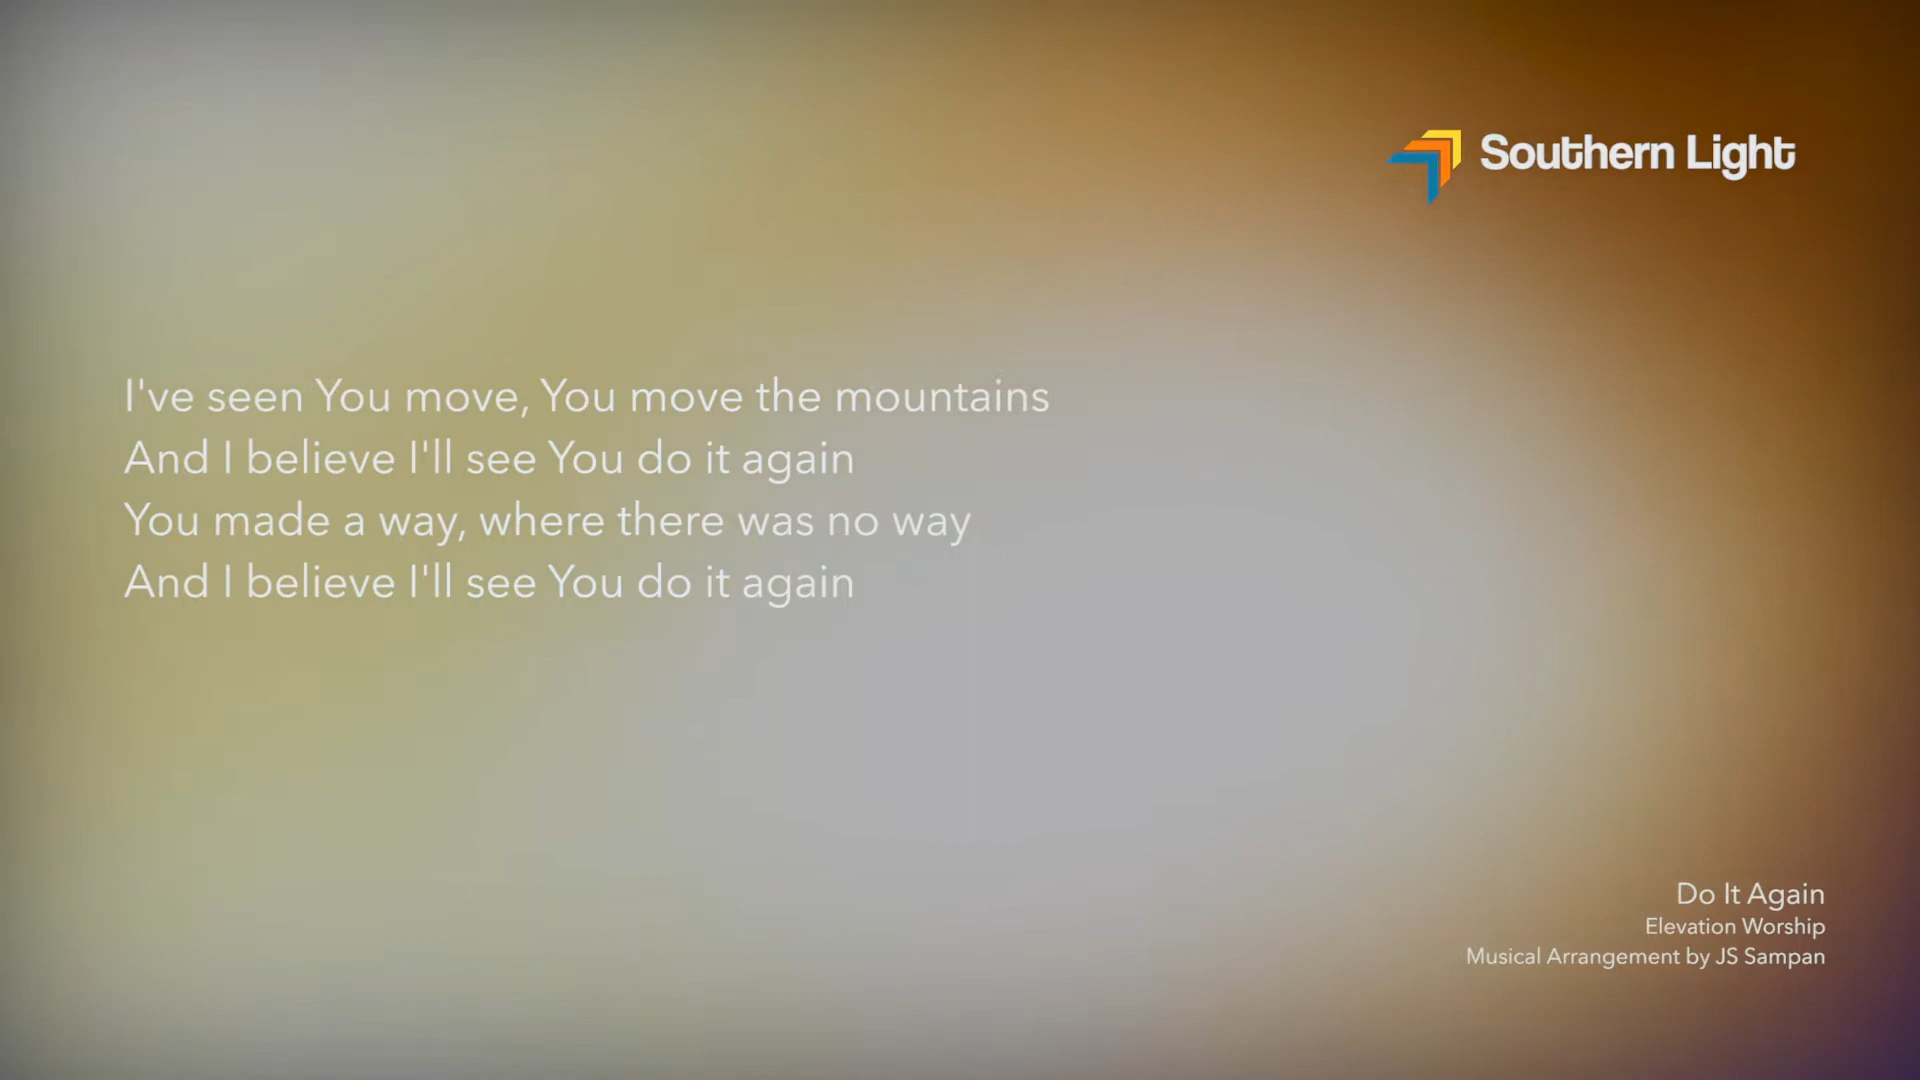 Southern Light
I've seen You move, You move the mountains
And I believe I'll see You do it again
You made a way, where there was no way
And I believe I'll see You do it again
Do It Again
Elevation Worship
Musical Arrangement by JS Sampan